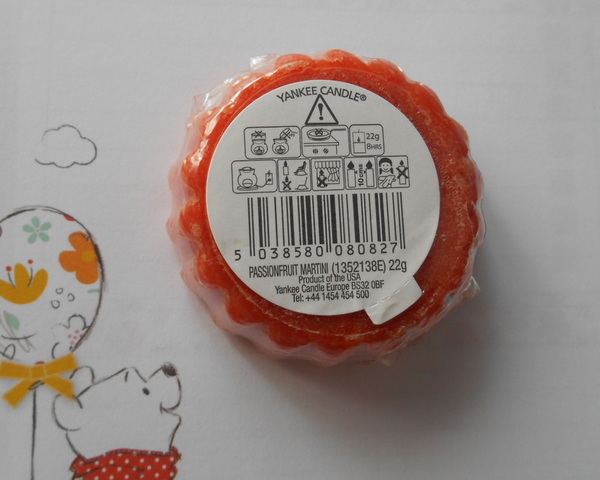 YANKEE CANDLE®
22g
8HRS
10cms
5 038580 080827
PASSIONFRUIT MARTINI (1352138E) 22g
Product of the USA
Yankee Candle Europe BS32 0BF
Tel: +44 1454 454 500